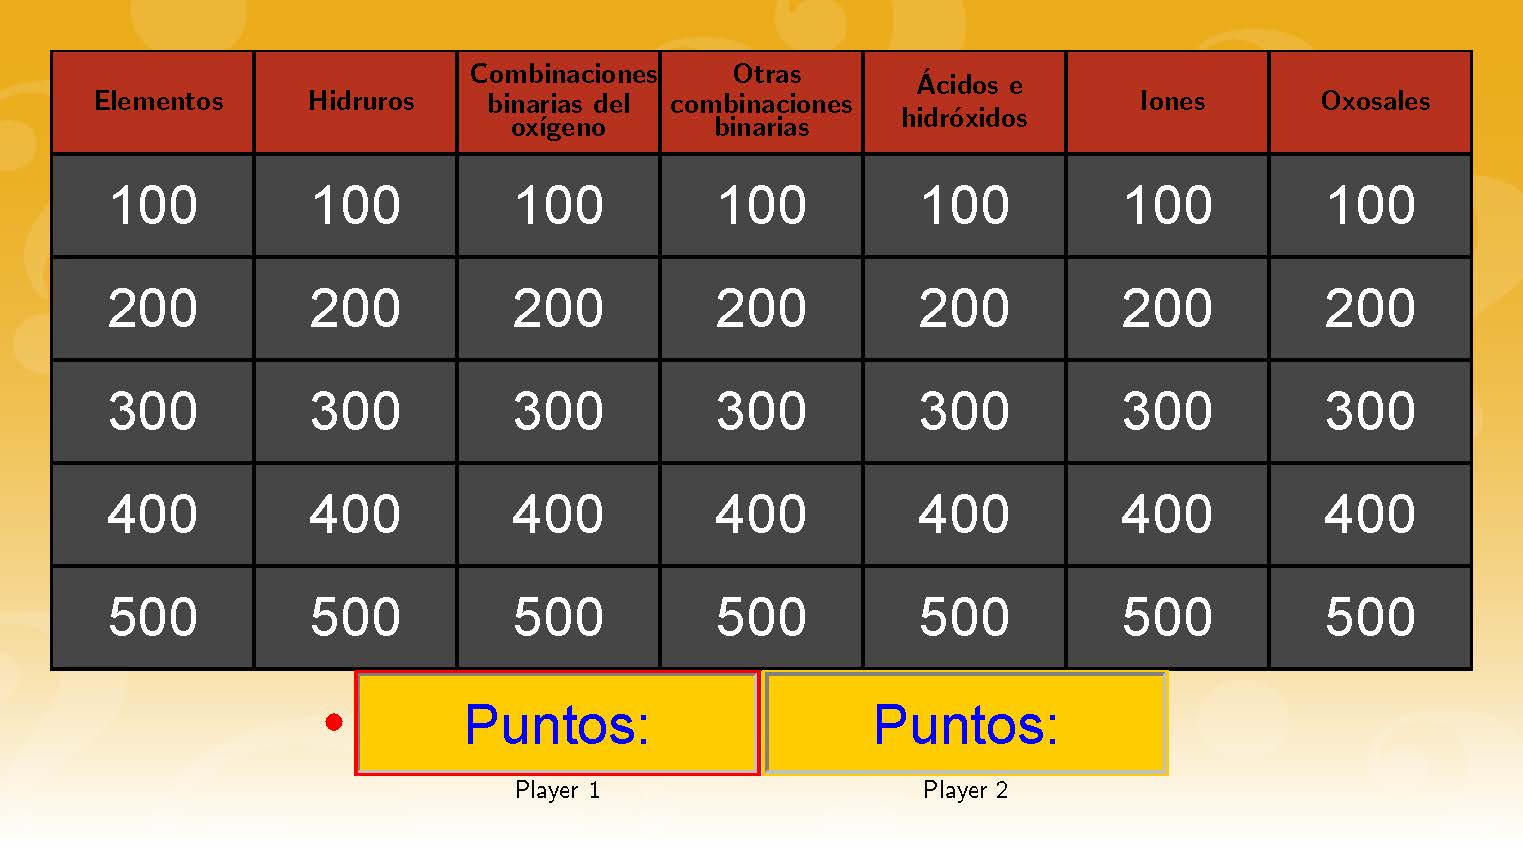 Elementos
Hidruros
Combinaciones
binarias del
oxígeno
Otras
combinaciones
binarias
Ácidos e
hidróxidos
Iones
Oxosales
100 100 100 100 100 100 100
200 200 200 200 200 200 200
300 300 300 300 300 300 300
400 400 400 400 400 400 400
500 500 500 500 500 500 500
Puntos: Puntos:
Player 1 Player 2